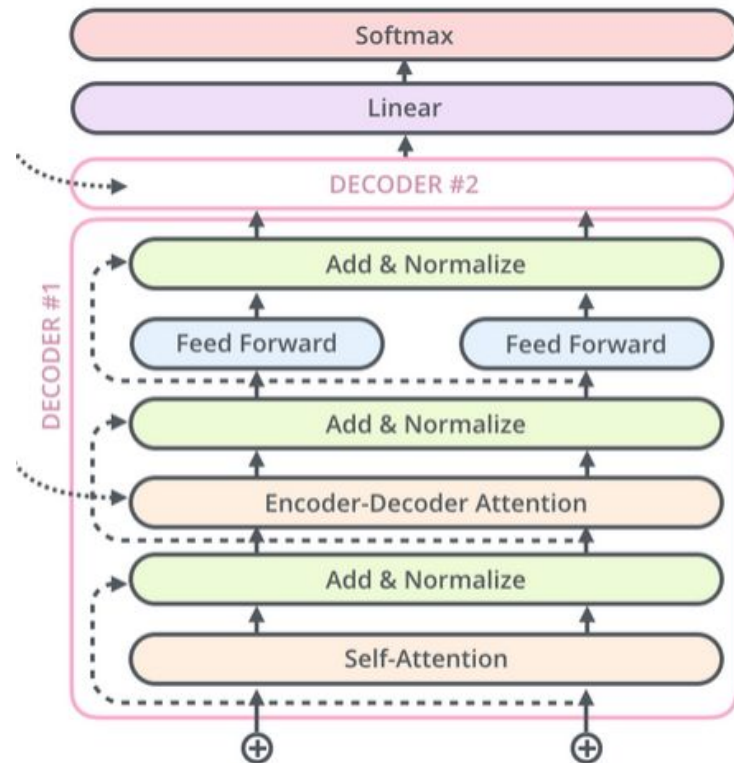 Softmax
Linear
DECODER #2
DECODER #1
Add & Normalize
Feed Forward
Feed Forward
Add & Normalize
Encoder-Decoder Attention
Add & Normalize
Self-Attention